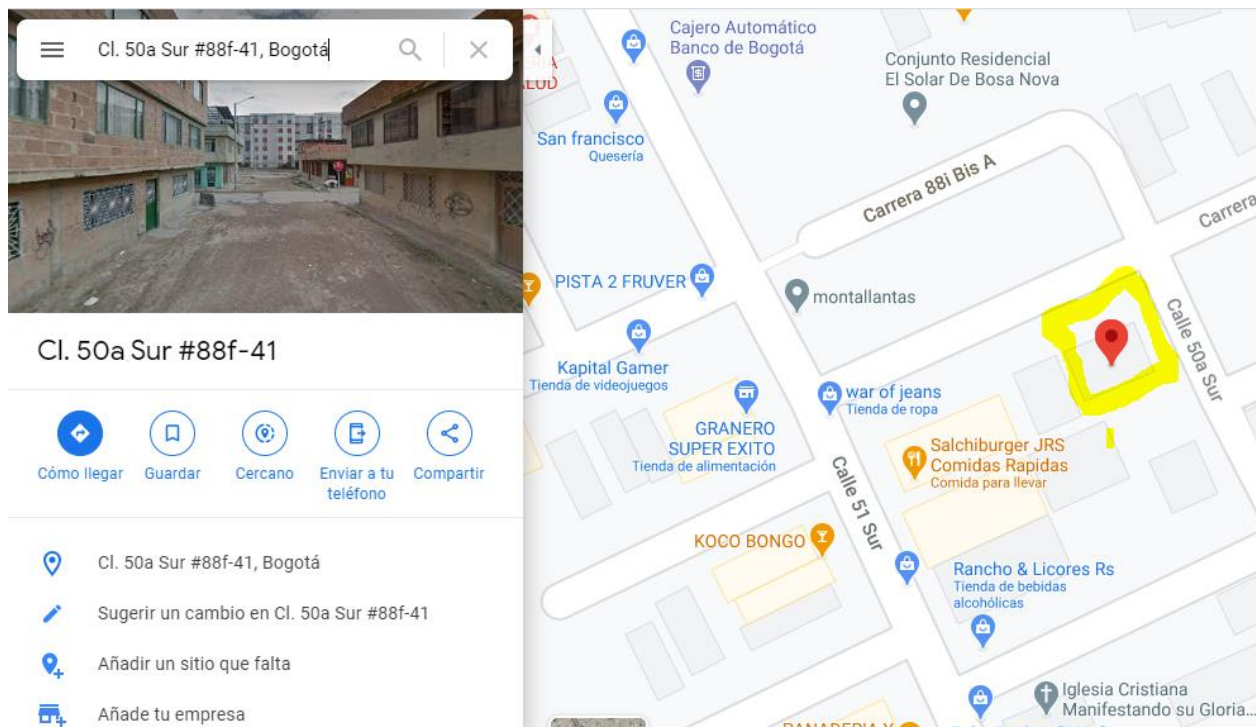 Cl. 50a Sur #88f-41, Bogotá
Cl. 50a Sur #88f-41
Cómo llegar
Guardar
Cercano
Enviar a tu
teléfono
Compartir
Cl. 50a Sur #88f-41, Bogotá
Sugerir un cambio en Cl. 50a Sur #88f-41
Añadir un sitio que falta
Añade tu empresa
Cajero Automático
Banco de Bogotá
Conjunto Residencial
El Solar De Bosa Nova
San francisco
Quesería
Carrera 88i Bis A
Carrera
PISTA 2 FRUVER
montallantas
Calle 50a Sur
Kapital Gamer
Tienda de videojuegos
war of jeans
Tienda de ropa
GRANERO
SUPER EXITO
Tienda de alimentación
Salchiburger JRS
Comidas Rapidas
Comida para llevar
Calle 51 Sur
KOCO BONGO
Rancho & Licores Rs
Tienda de bebidas
alcohólicas
Iglesia Cristiana
Manifestando su Gloria...